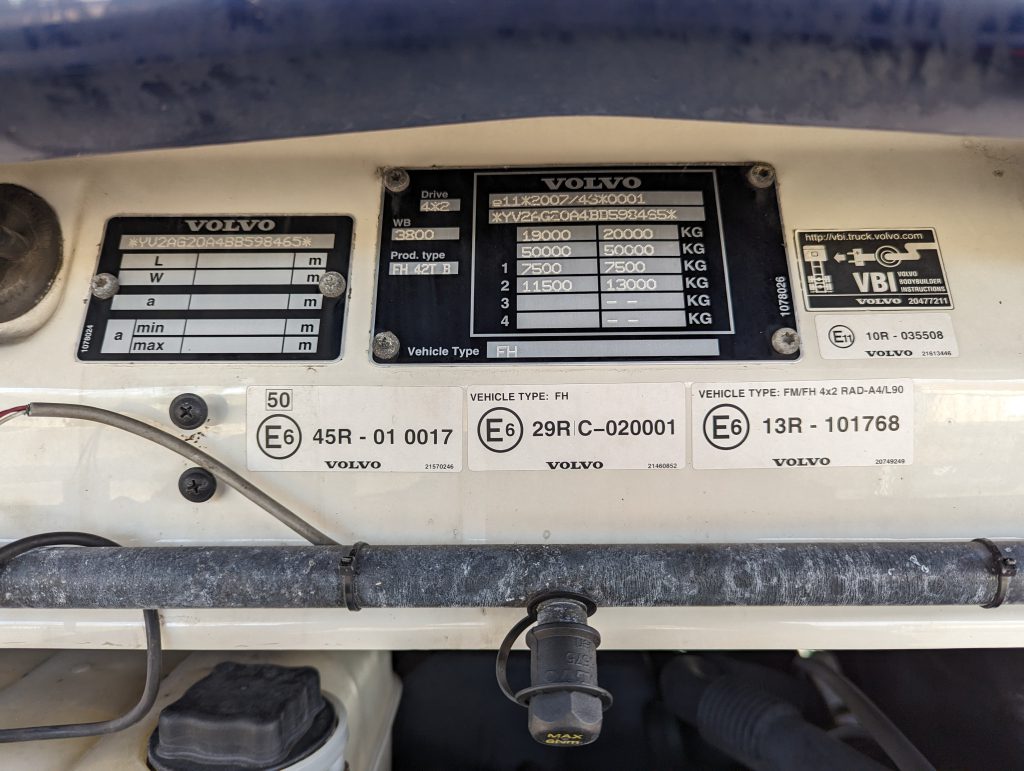 VOLVO
*YV2AG20A4BB598465*
L m
W m
a m
a min m
max m
1078024
Drive
4*2
WB
3800
Prod. type
FH 42T B
VOLVO
e11*2007/46*0001
*YV2AG20A4BB598465*
19000 20000 KG
50000 50000 KG
1 7500 7500 KG
2 11500 13000 KG
3 -- KG
4 -- KG
Vehicle Type FH
1078026
http://vbi.truck.volvo.com
VBI VOLVO BODYBUILDER INSTRUCTIONS
VOLVO 20477211
E11 10R - 035508
VOLVO 21613446
50
E6 45R - 01 0017
VOLVO 21570246
VEHICLE TYPE: FH
E6 29R C-020001
VOLVO 21460852
VEHICLE TYPE: FM/FH 4x2 RAD-A4/L90
E6 13R - 101768
VOLVO 20749249
MAX